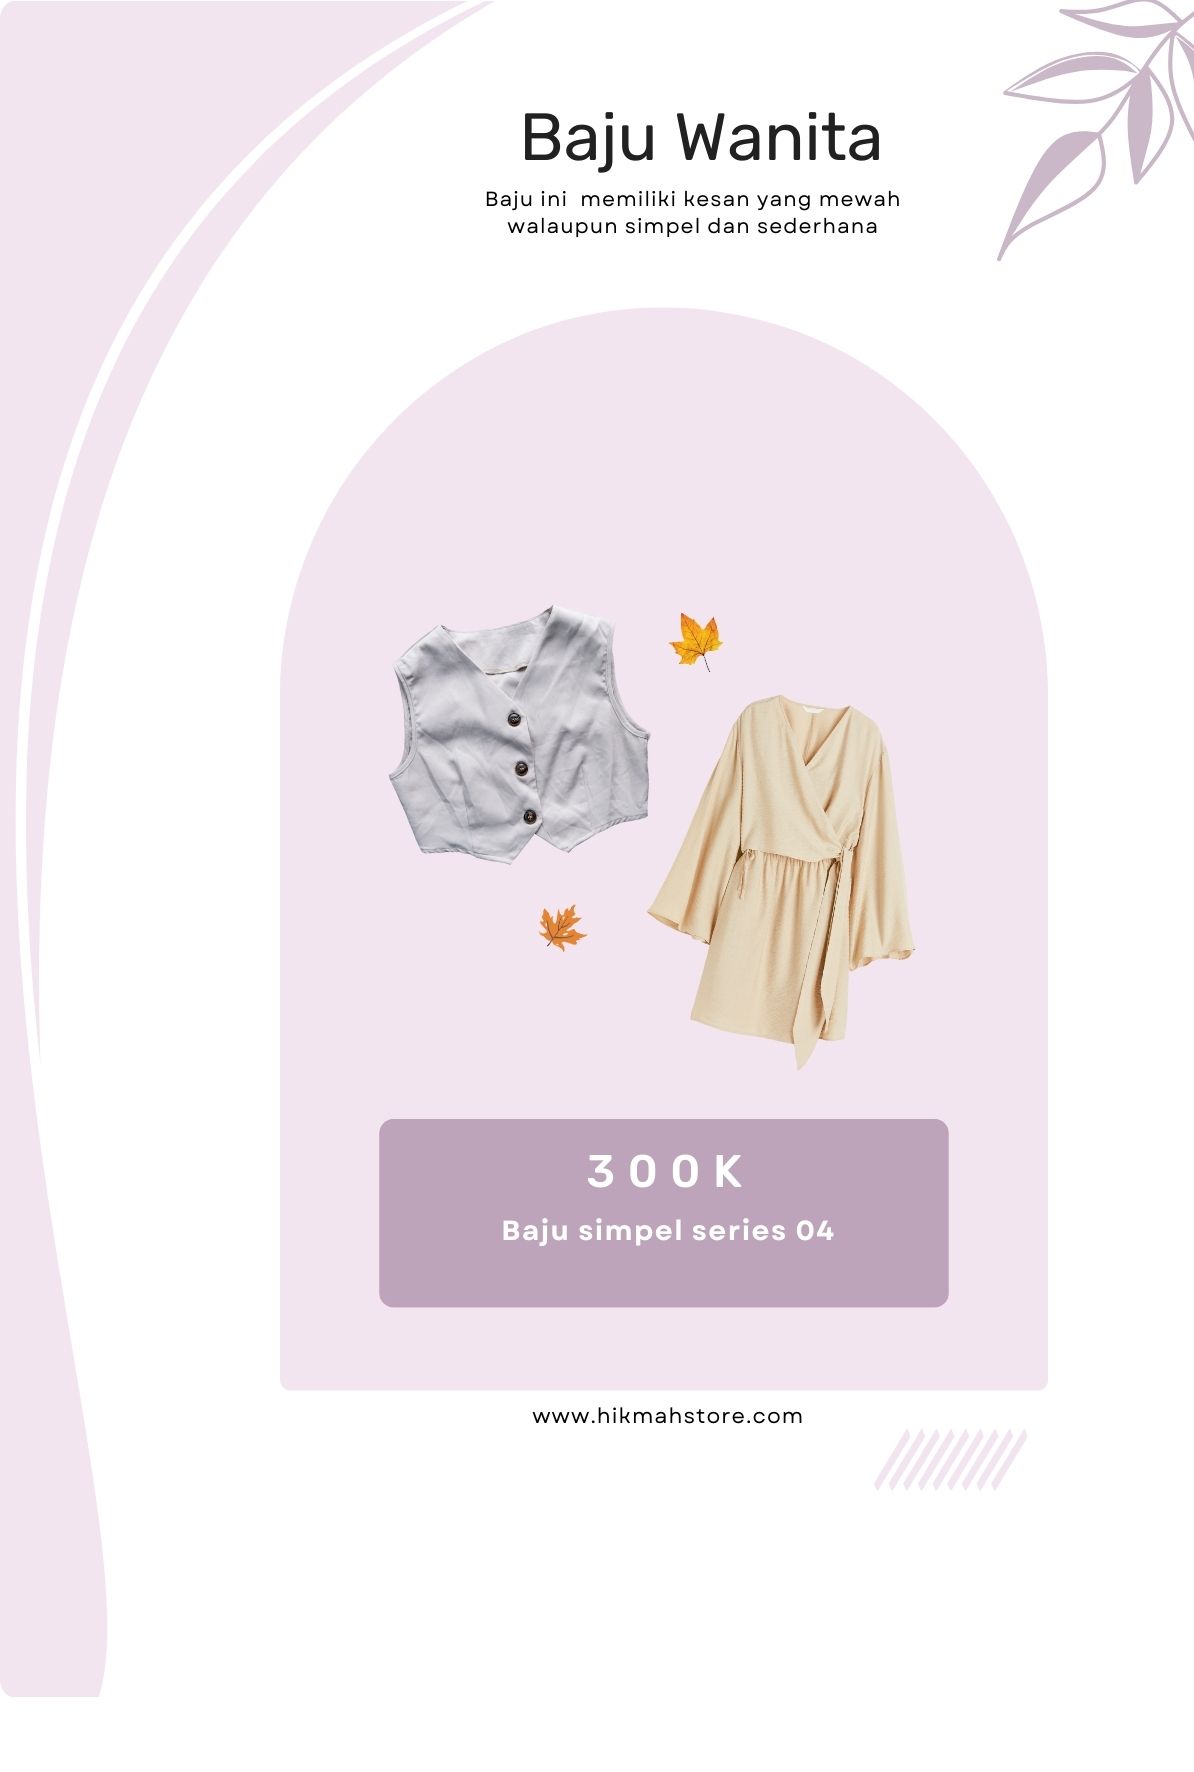 Baju Wanita
Baju ini  memiliki kesan yang mewah
walaupun simpel dan sederhana
300K
Baju simpel series 04
www.hikmahstore.com